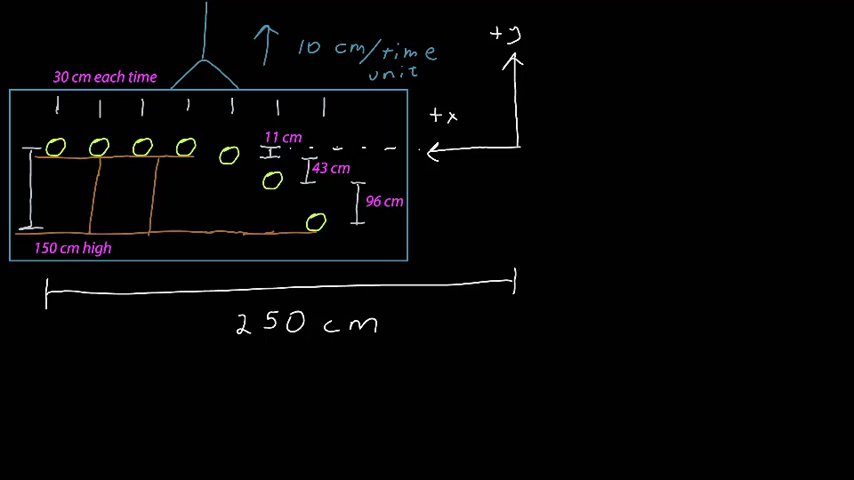 +y
10 cm/time
unit
30 cm each time
+x
11 cm
43 cm
96 cm
150 cm high
250 cm